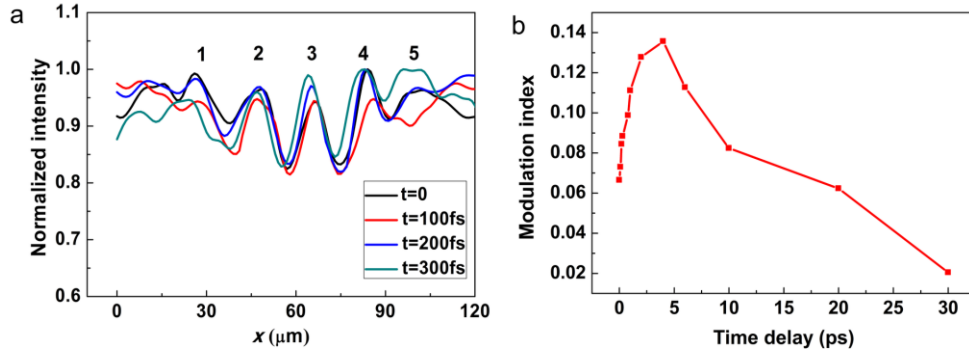 a
1.1
1.0
0.9
0.8
0.7
0.6
Normalized intensity
1 2 3 4 5
t=0
t=100fs
t=200fs
t=300fs
0 30 60 90 120
x (μm)
b
0.14
0.12
0.10
0.08
0.06
0.04
0.02
Modulation index
0 5 10 15 20 25 30
Time delay (ps)